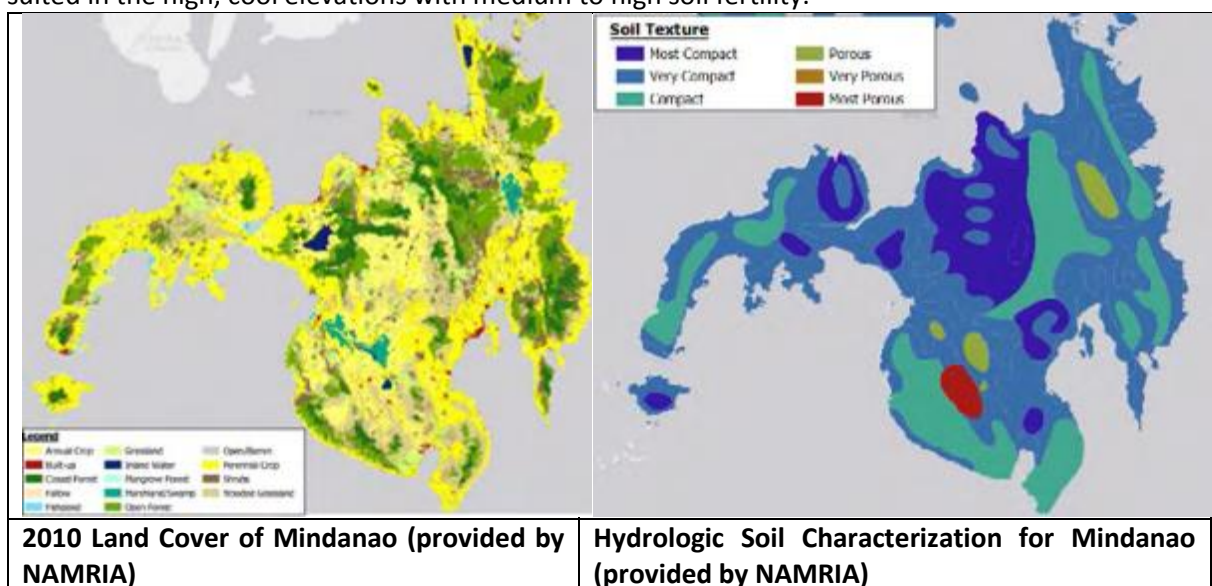 suited in the high, cool elevations with medium to high soil fertility.
Soil Texture
Most Compact
Porous
Very Compact
Very Porous
Compact
Most Porous
Legend
Annual Crop
Grassland
Open/Barren
Built-up
Inland Water
Perennial Crop
Closed Forest
Mangrove Forest
Shrubs
Fallow
Marshland/Swamp
Wooded Grassland
Fishpond
Open Forest
2010 Land Cover of Mindanao (provided by
NAMRIA)
Hydrologic Soil Characterization for Mindanao
(provided by NAMRIA)